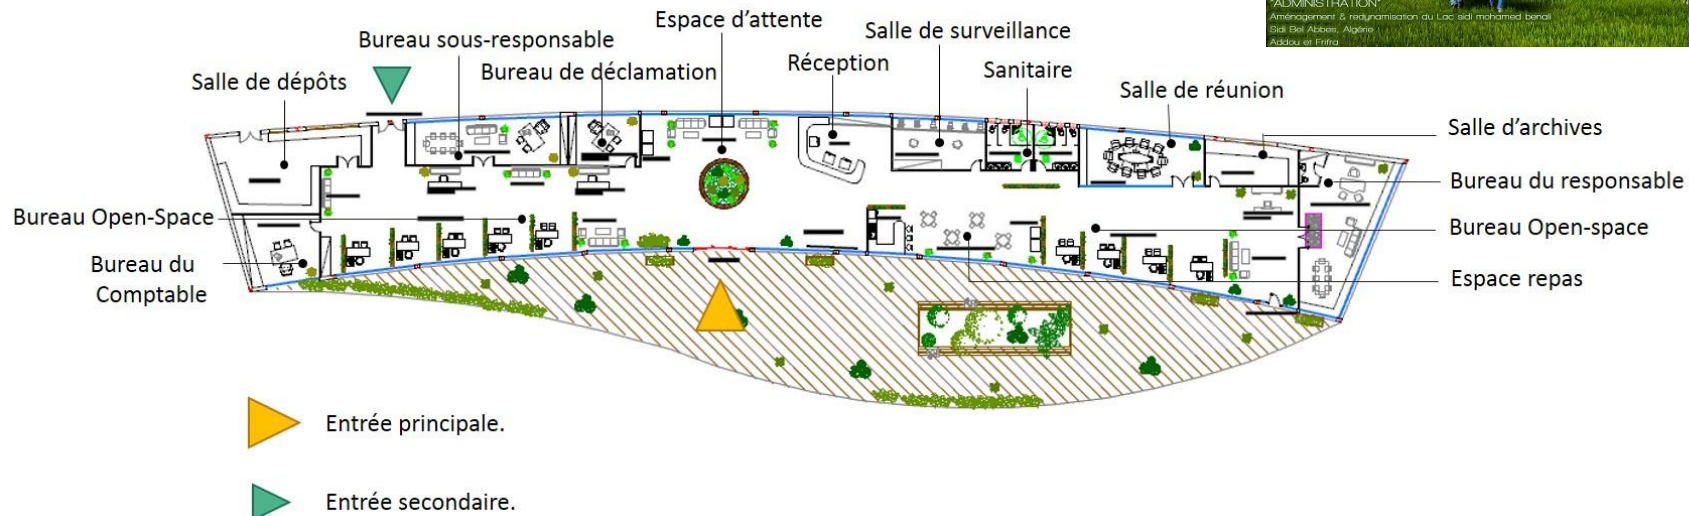 "ADMINISTRATION"
Aménagement & redynamisation du Lac sidi mohamed benali
Sidi Bel Abbes, Algérie
Addou et Frifra
Espace d'attente
Bureau sous-responsable
Salle de surveillance
Bureau de déclamation
Réception
Sanitaire
Salle de dépôts
Salle de réunion
Salle d'archives
Bureau du responsable
Bureau Open-Space
Bureau Open-space
Bureau du
Comptable
Espace repas
Entrée principale.
Entrée secondaire.